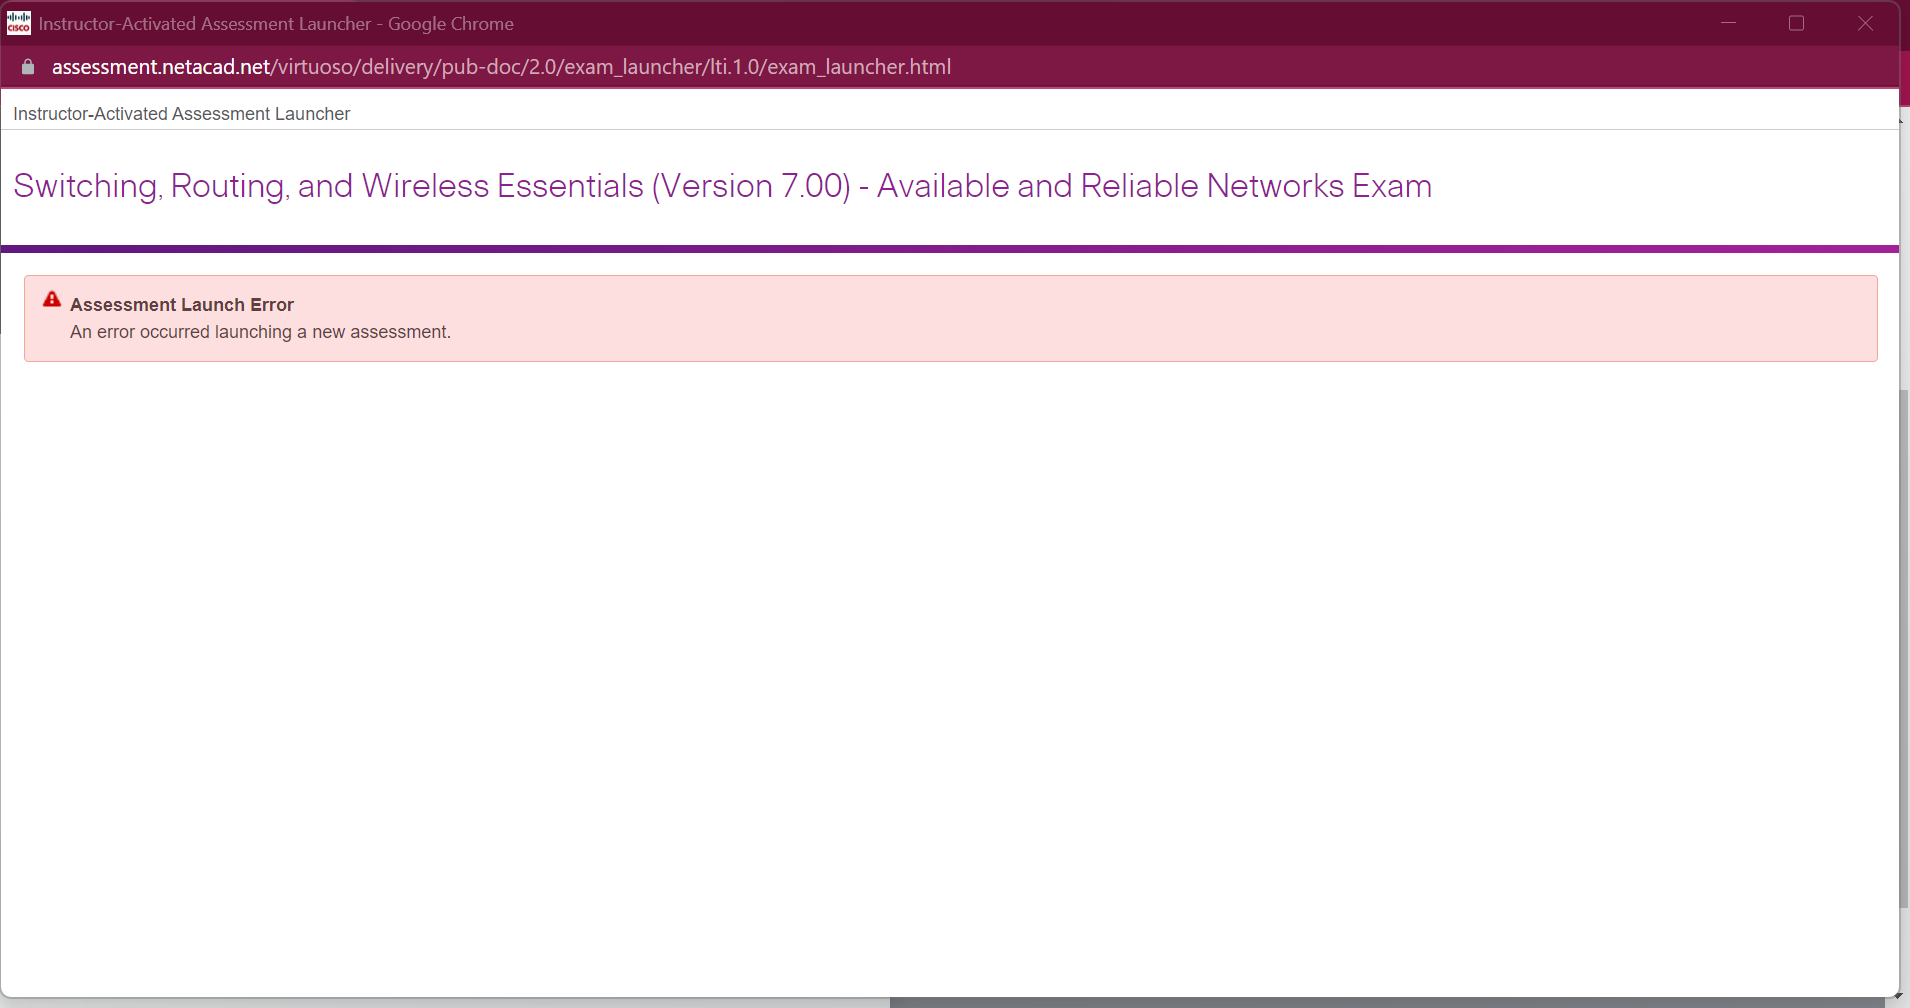 CISCO Instructor-Activated Assessment Launcher - Google Chrome
assessment.netacad.net/virtuoso/delivery/pub-doc/2.0/exam_launcher/lti.1.0/exam_launcher.html
Instructor-Activated Assessment Launcher
Switching, Routing, and Wireless Essentials (Version 7.00) - Available and Reliable Networks Exam
Assessment Launch Error
An error occurred launching a new assessment.